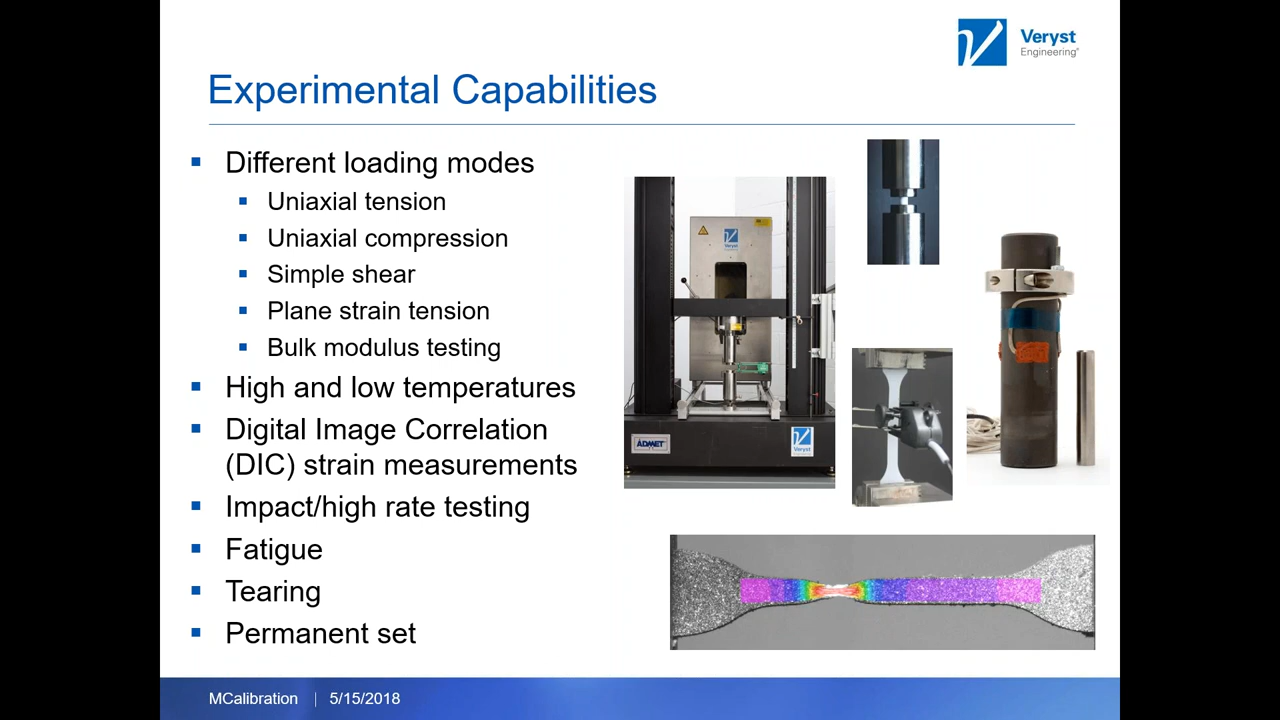 Veryst
Engineering®
Experimental Capabilities
▪ Different loading modes
▪ Uniaxial tension
▪ Uniaxial compression
▪ Simple shear
▪ Plane strain tension
▪ Bulk modulus testing
▪ High and low temperatures
▪ Digital Image Correlation
(DIC) strain measurements
▪ Impact/high rate testing
▪ Fatigue
▪ Tearing
▪ Permanent set
Veryst
ADMET
Veryst
MCalibration | 5/15/2018